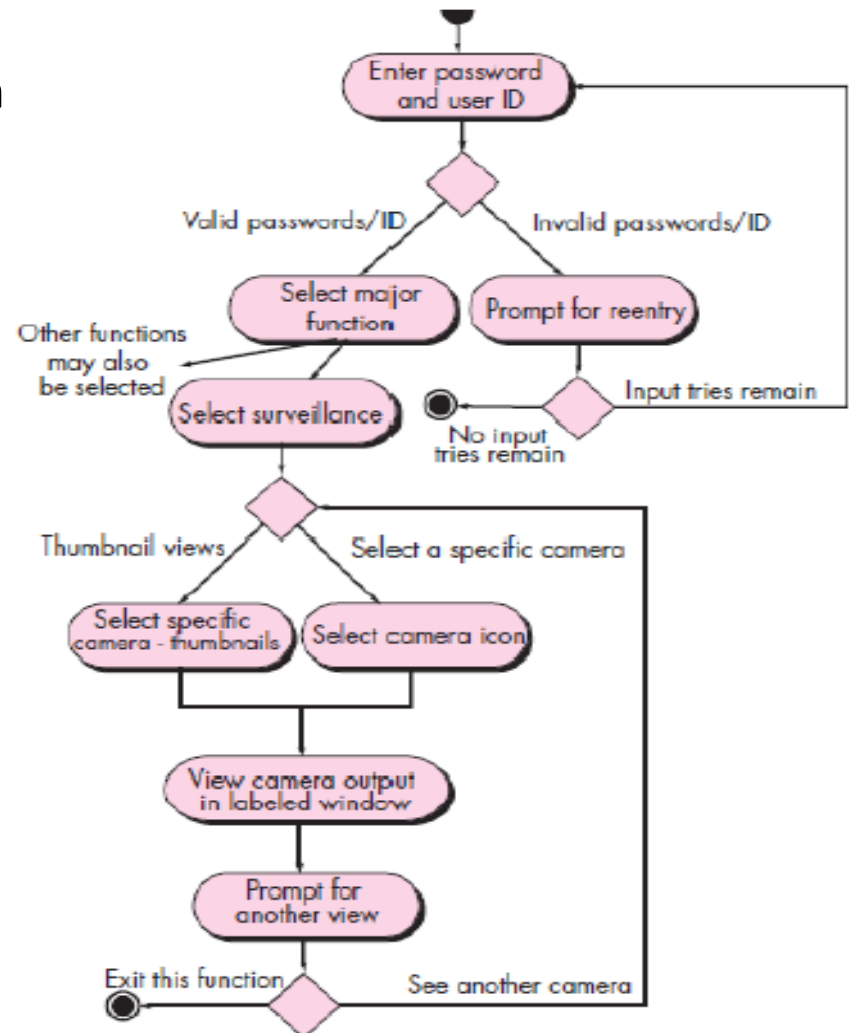 Enter password
and user ID
Valid passwords/ID
Invalid passwords/ID
Select major
function
Prompt for reentry
Other functions
may also
be selected
Select surveillance
Input tries remain
No input
tries remain
Thumbnail views
Select a specific camera
Select specific
camera - thumbnails
Select camera icon
View camera output
in labeled window
Prompt for
another view
Exit this function
See another camera